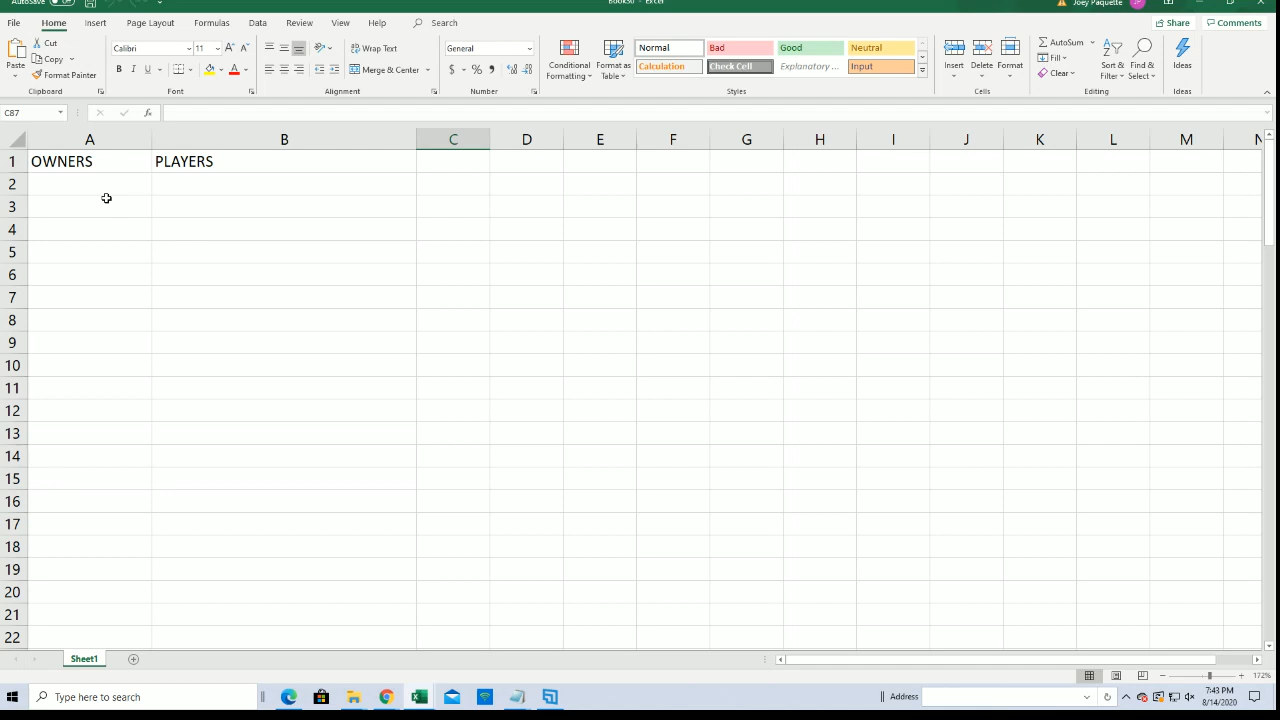 AutoSave
Book30 - Excel
Joey Paquette JP
File Home Insert Page Layout Formulas Data Review View Help Search Share Comments
Paste Cut Copy Format Painter
Calibri 11
B I U A
Wrap Text
Merge & Center
General
$ % ,
Conditional Formatting
Format as Table
Normal Bad Good Neutral
Calculation Check Cell Explanatory ... Input
Insert Delete Format
AutoSum Fill Clear
Sort & Filter
Find & Select
Ideas
Clipboard Font Alignment Number Styles Cells Editing Ideas
C87 fx
A B C D E F G H I J K L M N
1 OWNERS PLAYERS
2
3
4
5
6
7
8
9
10
11
12
13
14
15
16
17
18
19
20
21
22
Sheet1
172%
Type here to search
Address
7:43 PM
8/14/2020